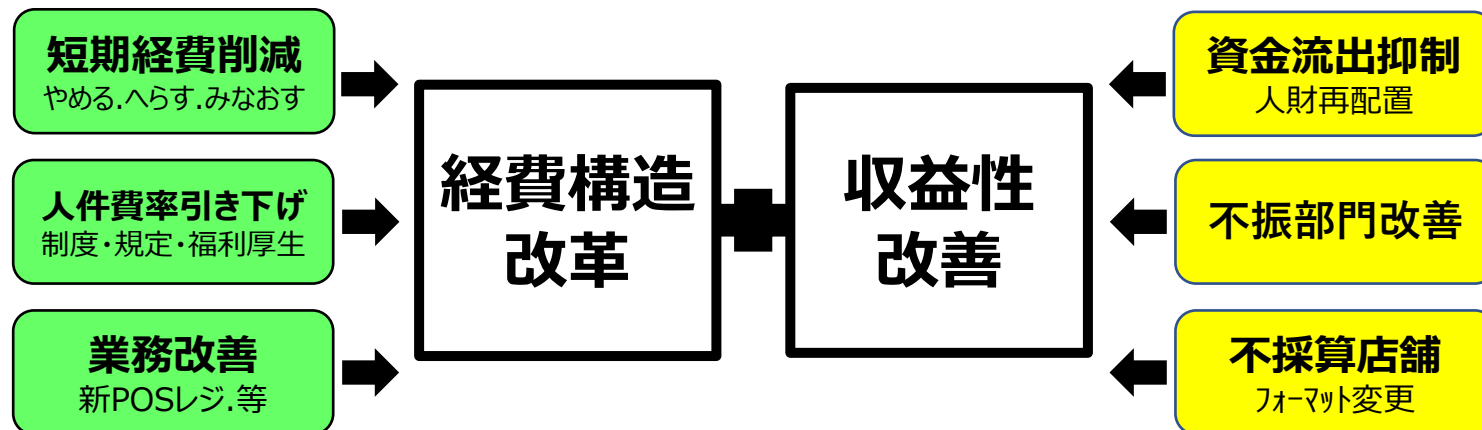 短期経費削減
やめる.へらす.みなおす
人件費率引き下げ
制度・規定・福利厚生
業務改善
新POSレジ.等
経費構造
改革
収益性
改善
資金流出抑制
人財再配置
不振部門改善
不採算店舗
ﾌｫｰﾏｯﾄ変更